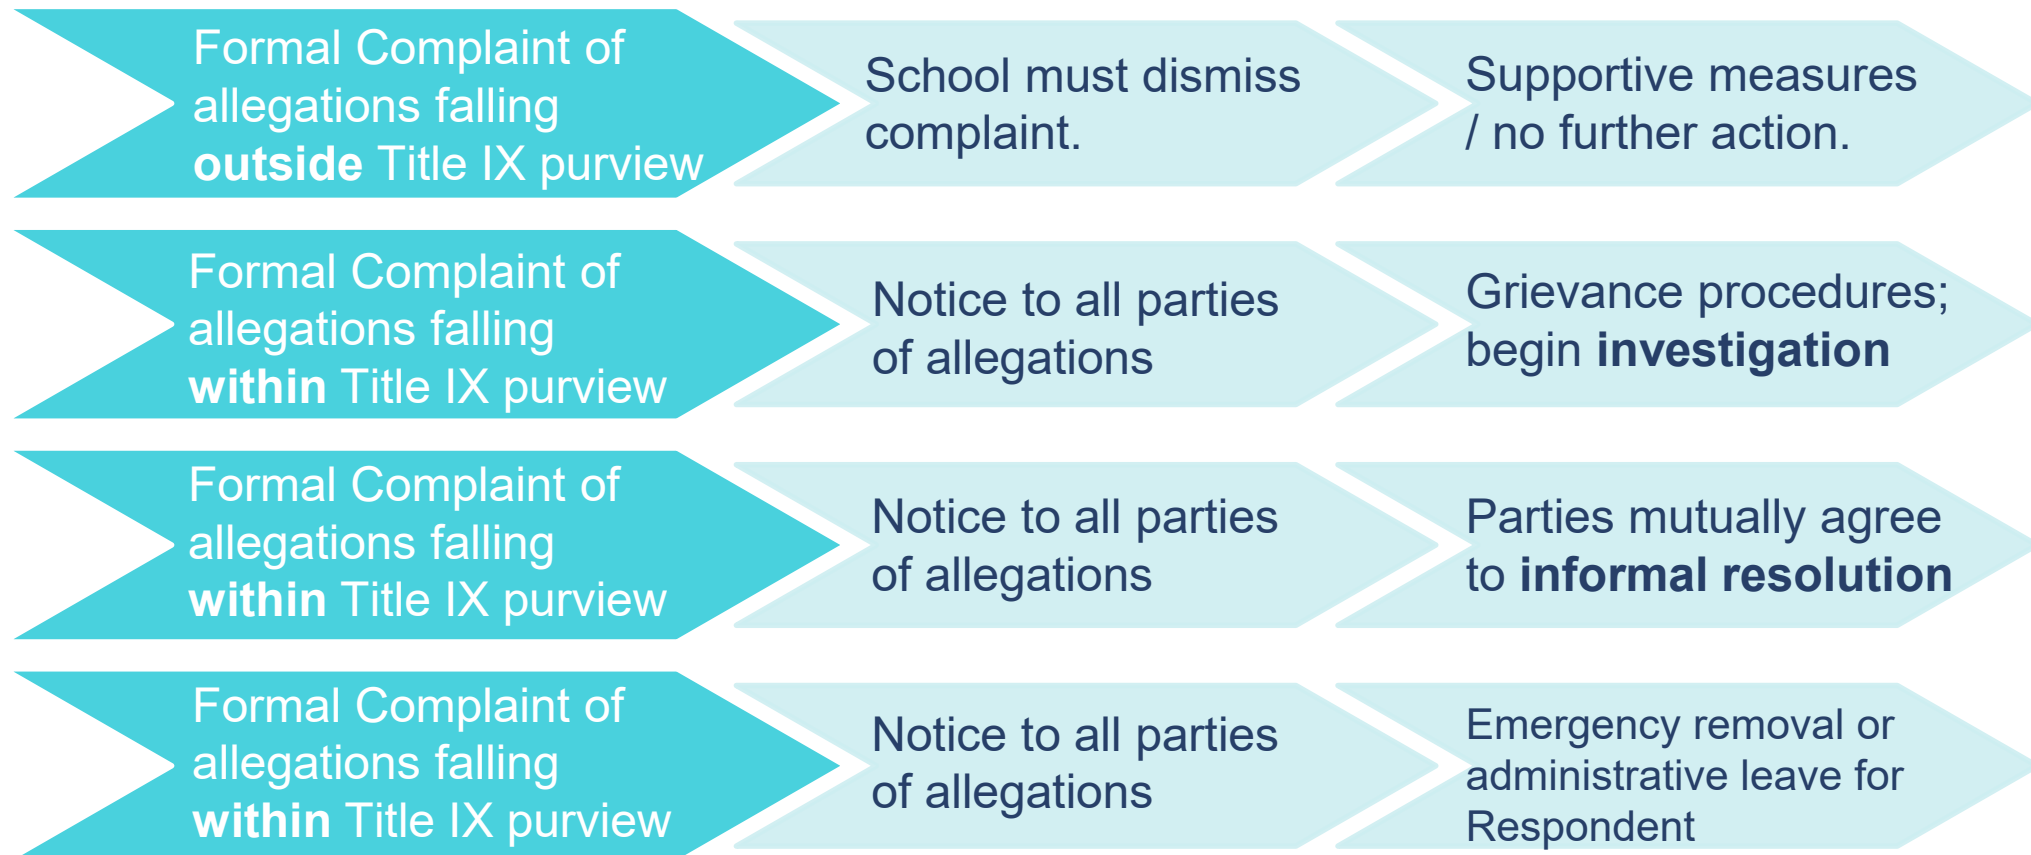 Formal Complaint of
allegations falling
outside Title IX purview
School must dismiss
complaint.
Supportive measures
/ no further action.
Formal Complaint of
allegations falling
within Title IX purview
Notice to all parties
of allegations
Grievance procedures;
begin investigation
Formal Complaint of
allegations falling
within Title IX purview
Notice to all parties
of allegations
Parties mutually agree
to informal resolution
Formal Complaint of
allegations falling
within Title IX purview
Notice to all parties
of allegations
Emergency removal or
administrative leave for
Respondent